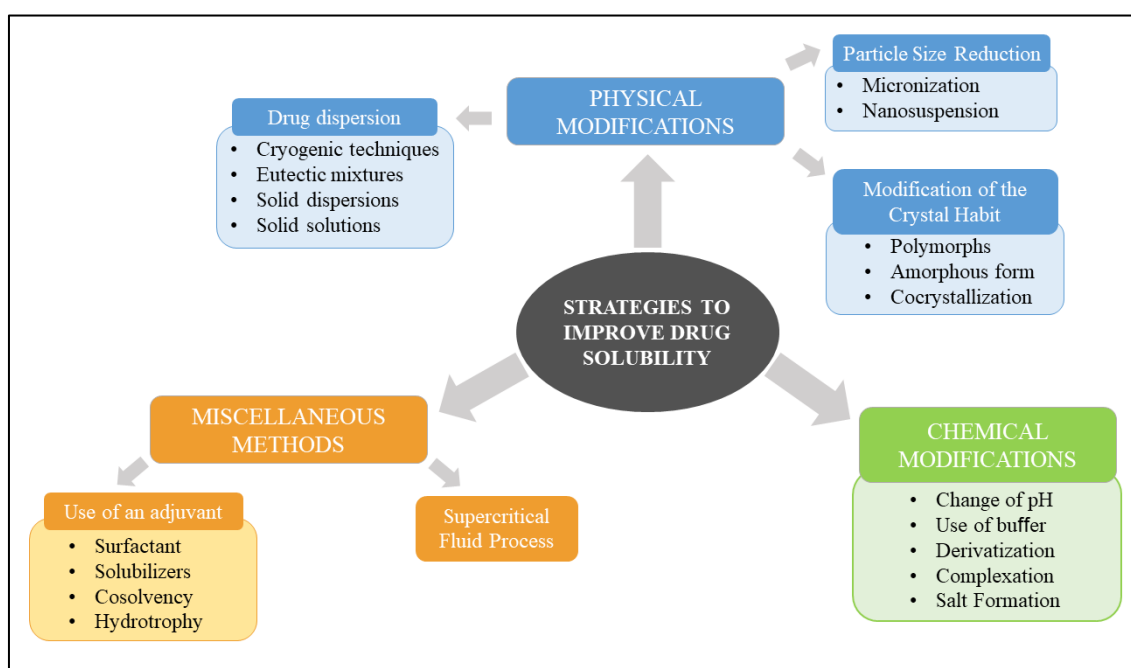 Particle Size Reduction
• Micronization
• Nanosuspension
PHYSICAL
MODIFICATIONS
Drug dispersion
• Cryogenic techniques
• Eutectic mixtures
• Solid dispersions
• Solid solutions
Modification of the
Crystal Habit
• Polymorphs
• Amorphous form
• Cocrystallization
STRATEGIES TO
IMPROVE DRUG
SOLUBILITY
MISCELLANEOUS
METHODS
Use of an adjuvant
• Surfactant
• Solubilizers
• Cosolvency
• Hydrotrophy
Supercritical
Fluid Process
CHEMICAL
MODIFICATIONS
• Change of pH
• Use of buffer
• Derivatization
• Complexation
• Salt Formation